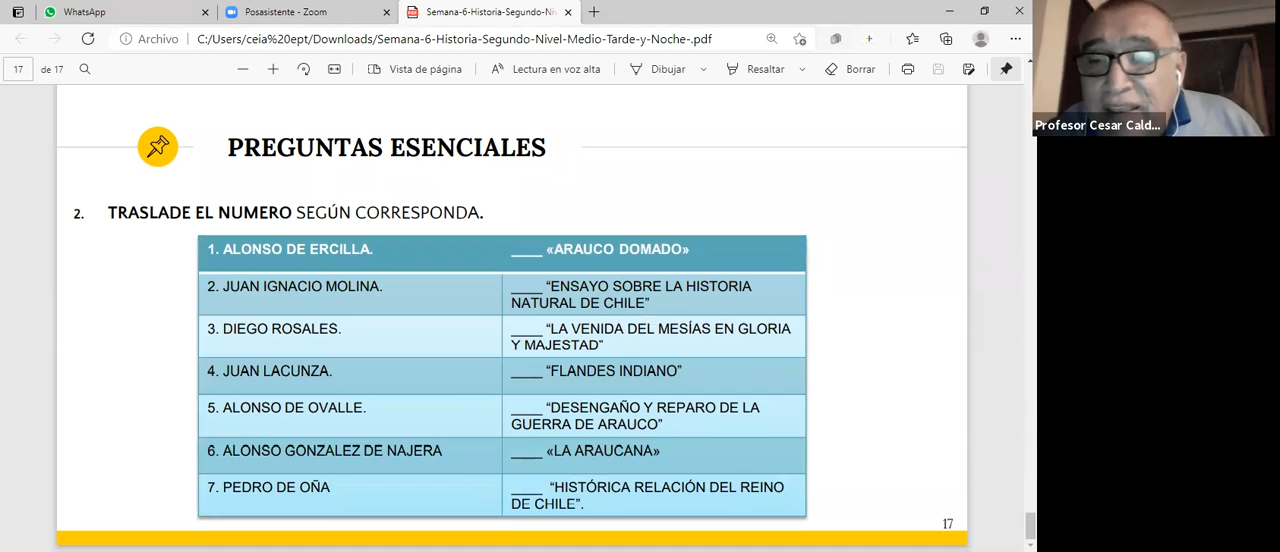 WhatsApp
Posasistente - Zoom
Semana-6-Historia-Segundo-Niv
Archivo
C:/Users/ceia%20ept/Downloads/Semana-6-Historia-Segundo-Nivel-Medio-Tarde-y-Noche-.pdf
17 de 17
Vista de página
Lectura en voz alta
Dibujar
Resaltar
Borrar
Profesor Cesar Cald...
PREGUNTAS ESENCIALES
2. TRASLADE EL NUMERO SEGÚN CORRESPONDA.
1. ALONSO DE ERCILLA.
____ «ARAUCO DOMADO»
2. JUAN IGNACIO MOLINA.
____ “ENSAYO SOBRE LA HISTORIA
NATURAL DE CHILE”
3. DIEGO ROSALES.
____ “LA VENIDA DEL MESÍAS EN GLORIA
Y MAJESTAD”
4. JUAN LACUNZA.
____ “FLANDES INDIANO”
5. ALONSO DE OVALLE.
____ “DESENGAÑO Y REPARO DE LA
GUERRA DE ARAUCO”
6. ALONSO GONZALEZ DE NAJERA
____ «LA ARAUCANA»
7. PEDRO DE OÑA
____ “HISTÓRICA RELACIÓN DEL REINO
DE CHILE”.
17